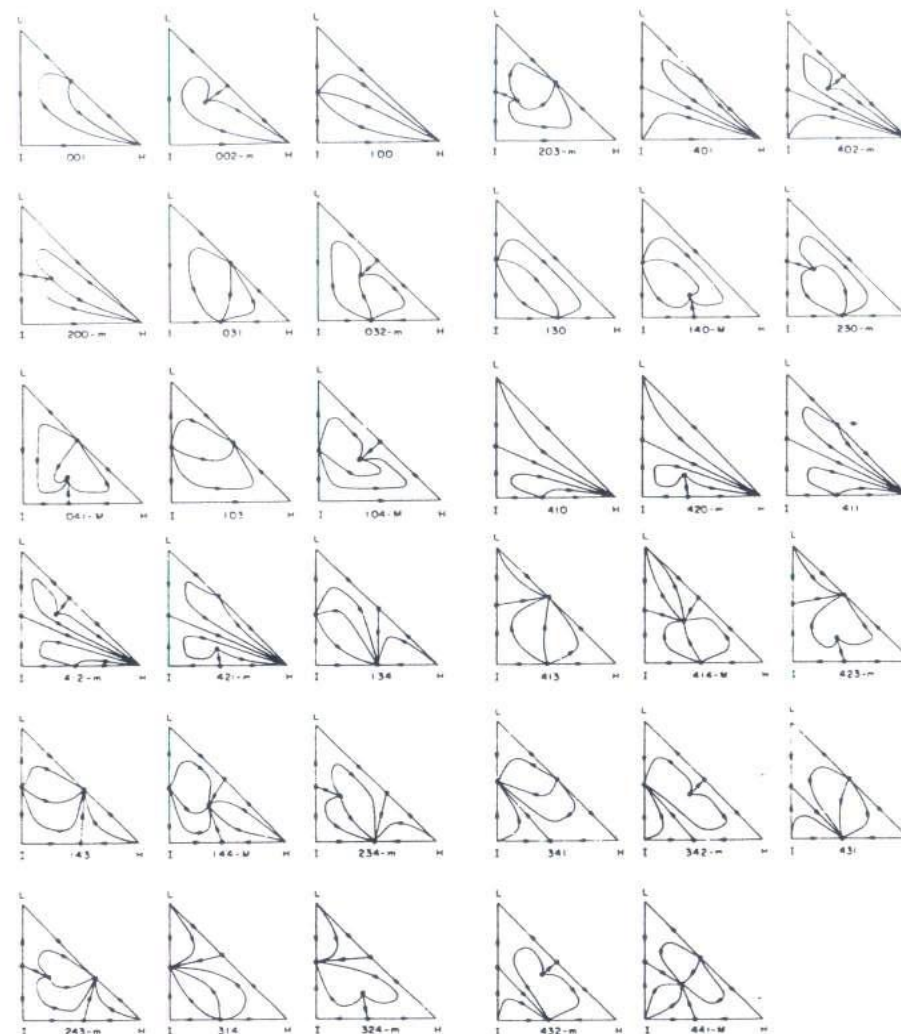 L L L L L L
I 001 H I 002-m H I 100 H I 203-m H I 401 H I 402-m H
L L L L L L
I 200-m H I 031 H I 032-m H I 130 H I 140-M H I 230-m H
L L L L L L
I 041-M H I 103 H I 104-M H I 410 H I 420-m H I 411 H
L L L L L L
I 412-m H I 421-m H I 134 H I 413 H I 414-M H I 423-m H
L L L L L L
I 143 H I 144-M H I 234-m H I 341 H I 342-m H I 431 H
L L L L L
I 243-m H I 314 H I 324-m H I 432-m H I 441-M H